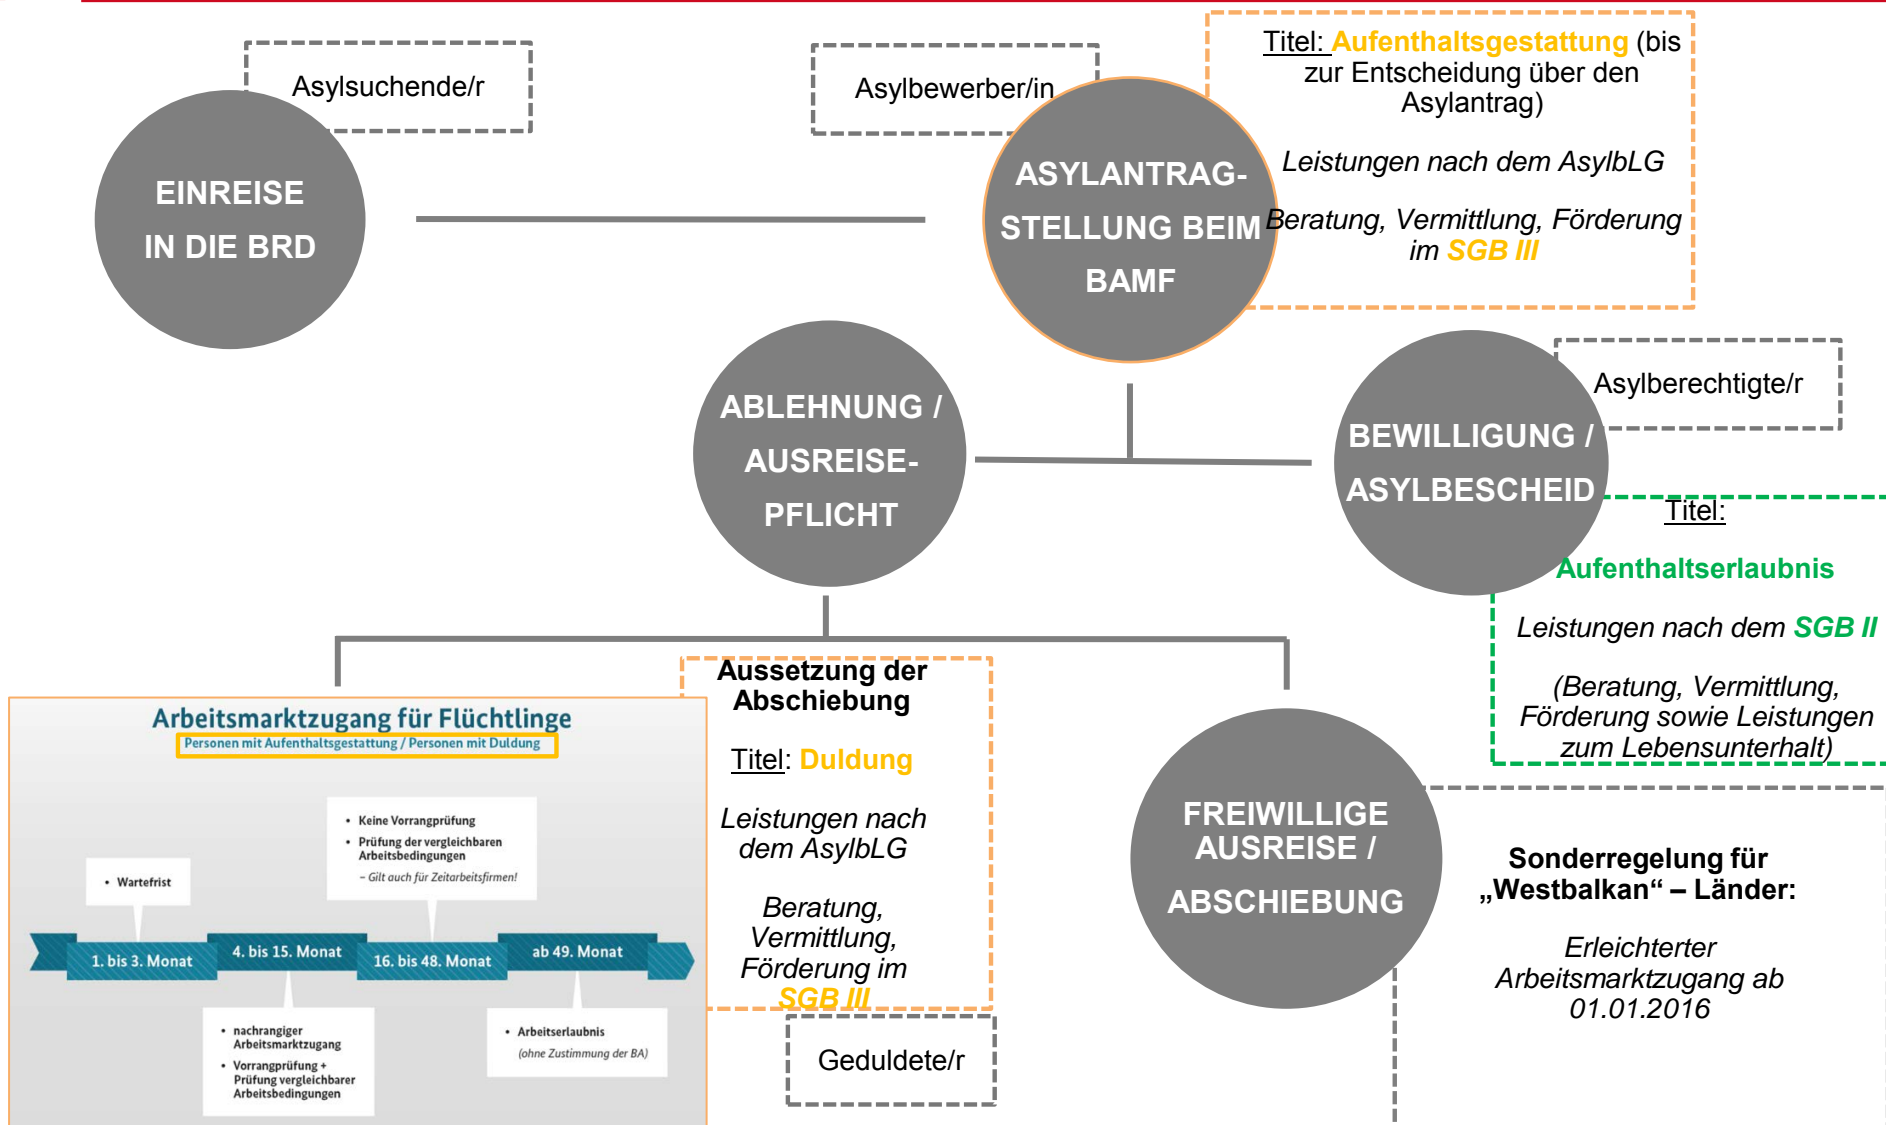 Asylsuchende/r
EINREISE
IN DIE BRD
Asylbewerber/in
ASYLANTRAG-
STELLUNG BEIM
BAMF
Titel: Aufenthaltsgestattung (bis
zur Entscheidung über den
Asylantrag)
Leistungen nach dem AsylbLG
Beratung, Vermittlung, Förderung
im SGB III
ABLEHNUNG /
AUSREISE-
PFLICHT
Asylberechtigte/r
BEWILLIGUNG /
ASYLBESCHEID
Titel:
Aufenthaltserlaubnis
Leistungen nach dem SGB II
(Beratung, Vermittlung,
Förderung sowie Leistungen
zum Lebensunterhalt)
Arbeitsmarktzugang für Flüchtlinge
Personen mit Aufenthaltsgestattung / Personen mit Duldung
• Wartefrist
• Keine Vorrangprüfung
• Prüfung der vergleichbaren
Arbeitsbedingungen
– Gilt auch für Zeitarbeitsfirmen!
1. bis 3. Monat
4. bis 15. Monat
16. bis 48. Monat
ab 49. Monat
• nachrangiger
Arbeitsmarktzugang
• Vorrangprüfung +
Prüfung vergleichbarer
Arbeitsbedingungen
• Arbeitserlaubnis
(ohne Zustimmung der BA)
Aussetzung der
Abschiebung
Titel: Duldung
Leistungen nach
dem AsylbLG
Beratung,
Vermittlung,
Förderung im
SGB III
Geduldete/r
FREIWILLIGE
AUSREISE /
ABSCHIEBUNG
Sonderregelung für
„Westbalkan“ – Länder:
Erleichterter
Arbeitsmarktzugang ab
01.01.2016